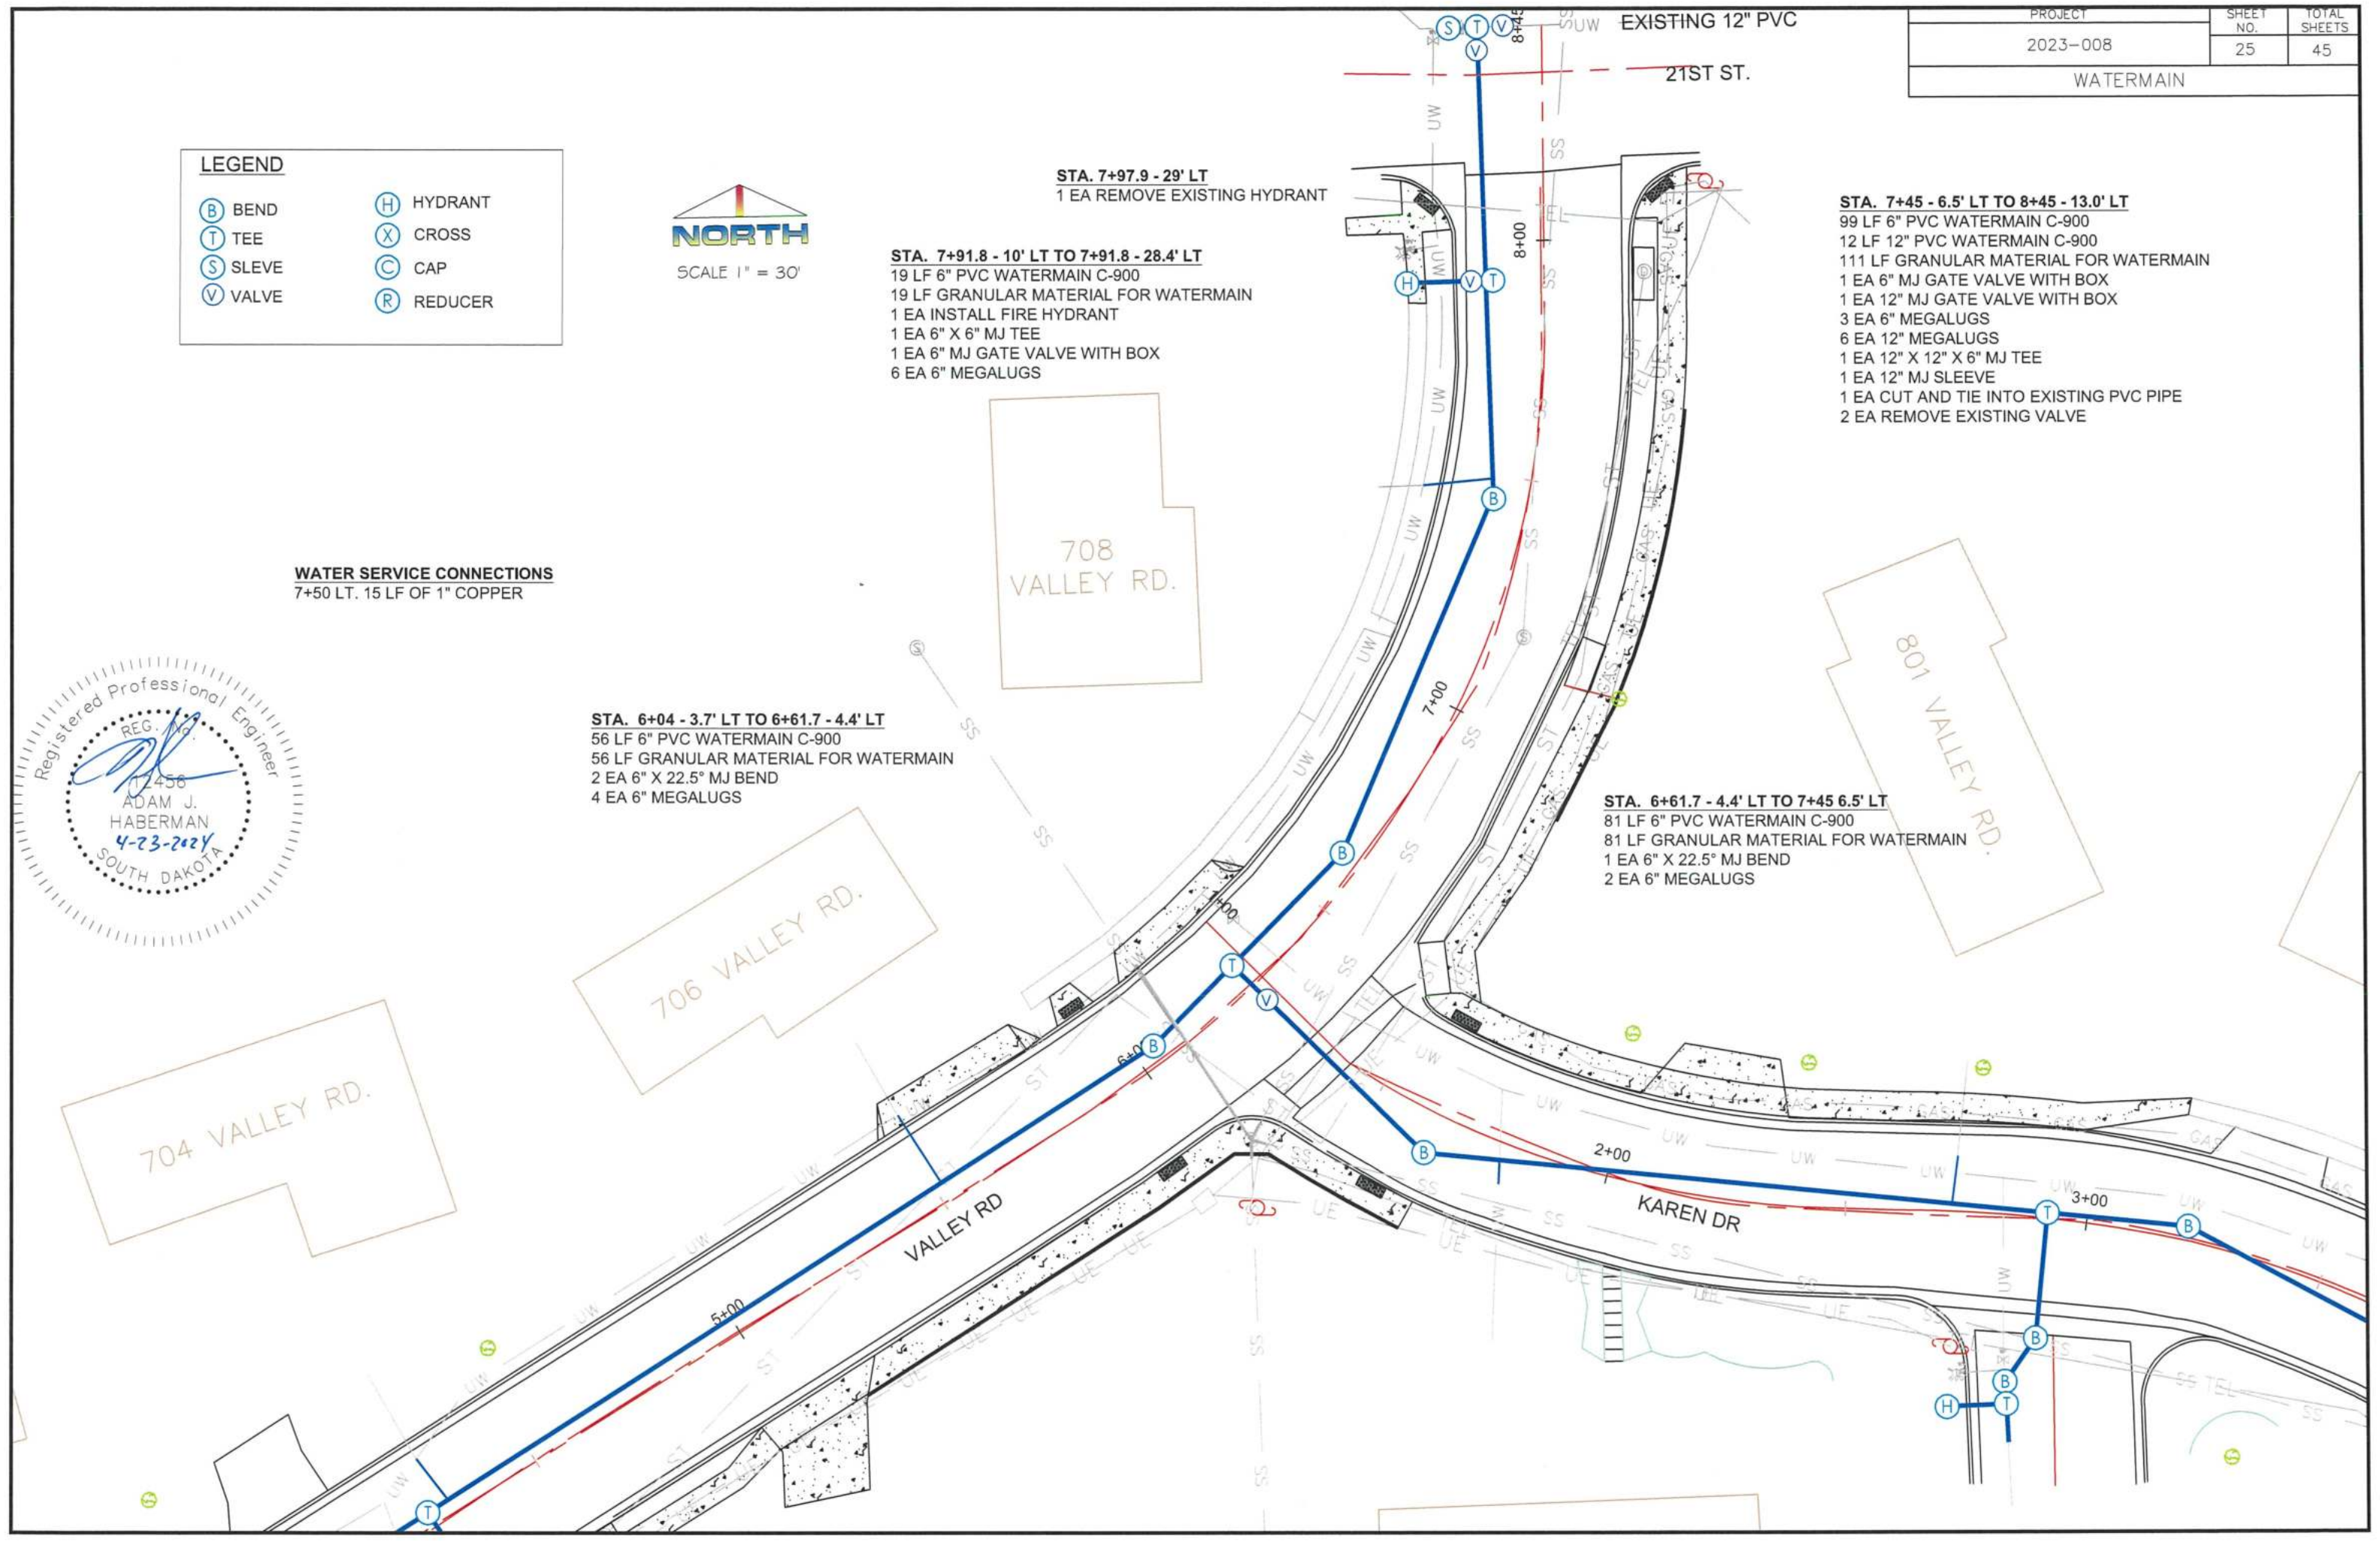 PROJECT
SHEET NO.
TOTAL SHEETS
2023-008
25
45
WATERMAIN
S T V
V
8+45
EXISTING 12" PVC
21ST ST.
LEGEND
B BEND
T TEE
S SLEVE
V VALVE
H HYDRANT
X CROSS
C CAP
R REDUCER
NORTH
SCALE 1" = 30'
STA. 7+97.9 - 29' LT
1 EA REMOVE EXISTING HYDRANT
STA. 7+91.8 - 10' LT TO 7+91.8 - 28.4' LT
19 LF 6" PVC WATERMAIN C-900
19 LF GRANULAR MATERIAL FOR WATERMAIN
1 EA INSTALL FIRE HYDRANT
1 EA 6" X 6" MJ TEE
1 EA 6" MJ GATE VALVE WITH BOX
6 EA 6" MEGALUGS
STA. 7+45 - 6.5' LT TO 8+45 - 13.0' LT
99 LF 6" PVC WATERMAIN C-900
12 LF 12" PVC WATERMAIN C-900
111 LF GRANULAR MATERIAL FOR WATERMAIN
1 EA 6" MJ GATE VALVE WITH BOX
1 EA 12" MJ GATE VALVE WITH BOX
3 EA 6" MEGALUGS
6 EA 12" MEGALUGS
1 EA 12" X 12" X 6" MJ TEE
1 EA 12" MJ SLEEVE
1 EA CUT AND TIE INTO EXISTING PVC PIPE
2 EA REMOVE EXISTING VALVE
8+00
H V T
B
708
VALLEY RD.
WATER SERVICE CONNECTIONS
7+50 LT. 15 LF OF 1" COPPER
801 VALLEY RD.
7+00
Registered Professional Engineer
REG. No.
12456
ADAM J.
HABERMAN
4-23-2024
SOUTH DAKOTA
STA. 6+04 - 3.7' LT TO 6+61.7 - 4.4' LT
56 LF 6" PVC WATERMAIN C-900
56 LF GRANULAR MATERIAL FOR WATERMAIN
2 EA 6" X 22.5° MJ BEND
4 EA 6" MEGALUGS
STA. 6+61.7 - 4.4' LT TO 7+45 6.5' LT
81 LF 6" PVC WATERMAIN C-900
81 LF GRANULAR MATERIAL FOR WATERMAIN
1 EA 6" X 22.5° MJ BEND
2 EA 6" MEGALUGS
B
706 VALLEY RD.
T
V
B
704 VALLEY RD.
B
2+00
KAREN DR
T
3+00
B
VALLEY RD
5+00
B
B
H T
T
UW
SS
ST
UE
GAS
TEL